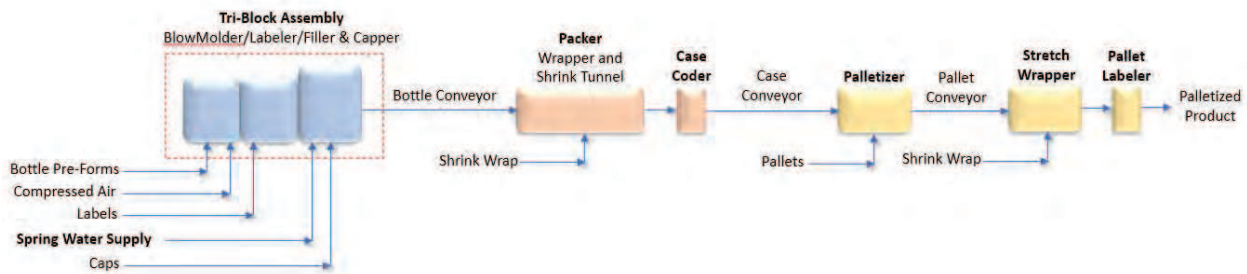 Tri-Block Assembly
BlowMolder/Labeler/Filler & Capper
Bottle Conveyor
Packer
Wrapper and
Shrink Tunnel
Case
Coder
Case
Conveyor
Palletizer
Pallet
Conveyor
Stretch
Wrapper
Pallet
Labeler
Palletized
Product
Shrink Wrap
Pallets
Shrink Wrap
Bottle Pre-Forms
Compressed Air
Labels
Spring Water Supply
Caps